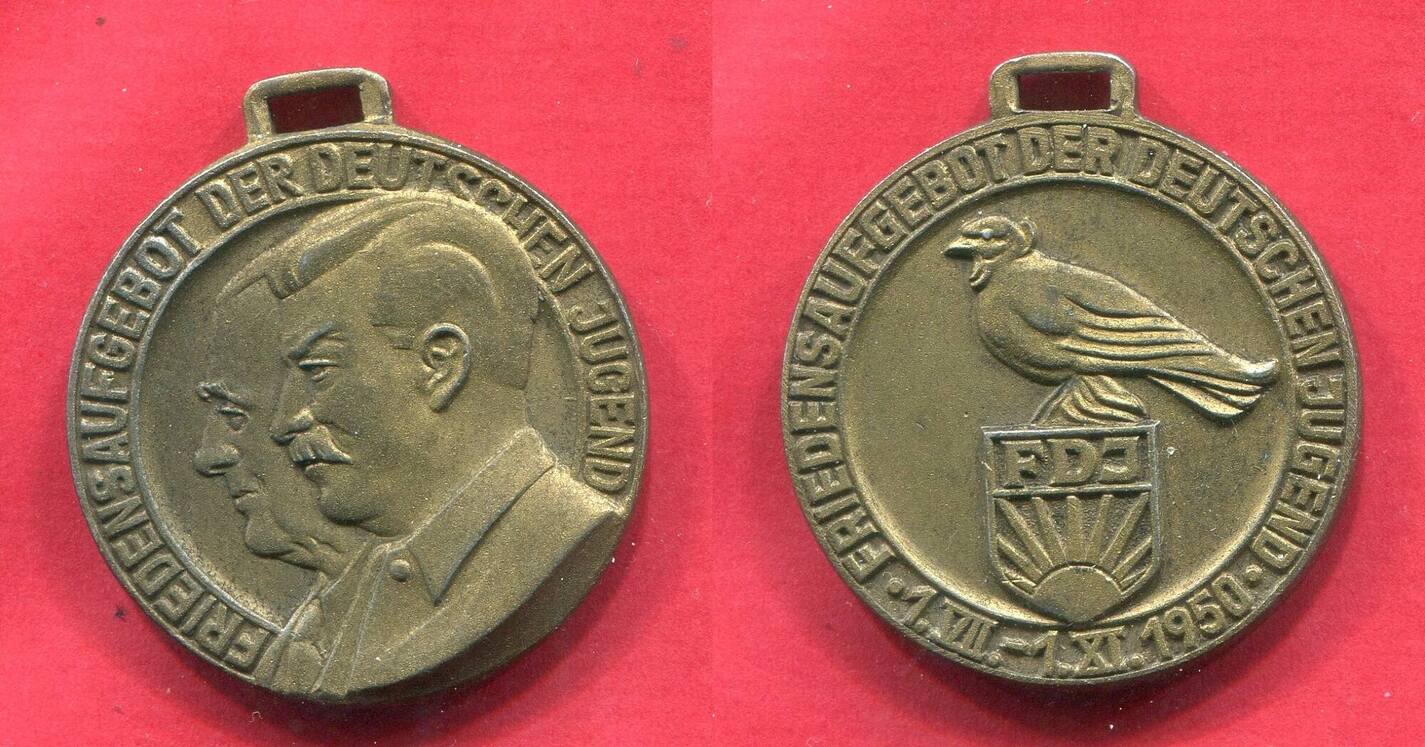 FRIEDENSAUFGEBOT DER DEUTSCHEN JUGEND
FRIEDENSAUFGEBOT DER DEUTSCHEN JUGEND
· 1. VII. – 1. XI. 1950 ·
FDJ